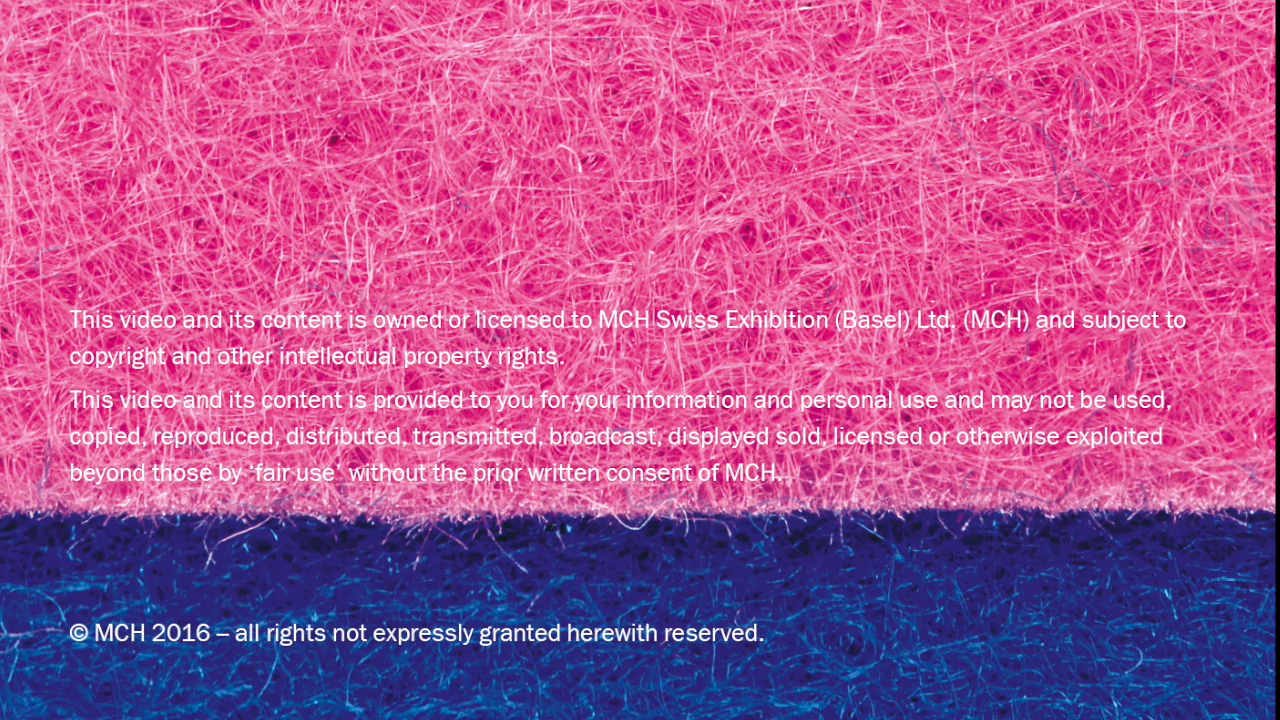 This video and its content is owned or licensed to MCH Swiss Exhibition (Basel) Ltd. (MCH) and subject to
copyright and other intellectual property rights.
This video and its content is provided to you for your information and personal use and may not be used,
copied, reproduced, distributed, transmitted, broadcast, displayed sold, licensed or otherwise exploited
beyond those by ‘fair use’ without the prior written consent of MCH.
© MCH 2016 – all rights not expressly granted herewith reserved.